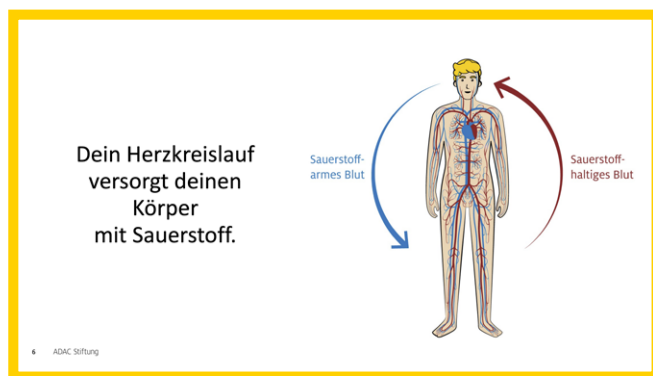 Dein Herzkreislauf
versorgt deinen
Körper
mit Sauerstoff.
Sauerstoff-
armes Blut
Sauerstoff-
haltiges Blut
6 ADAC Stiftung